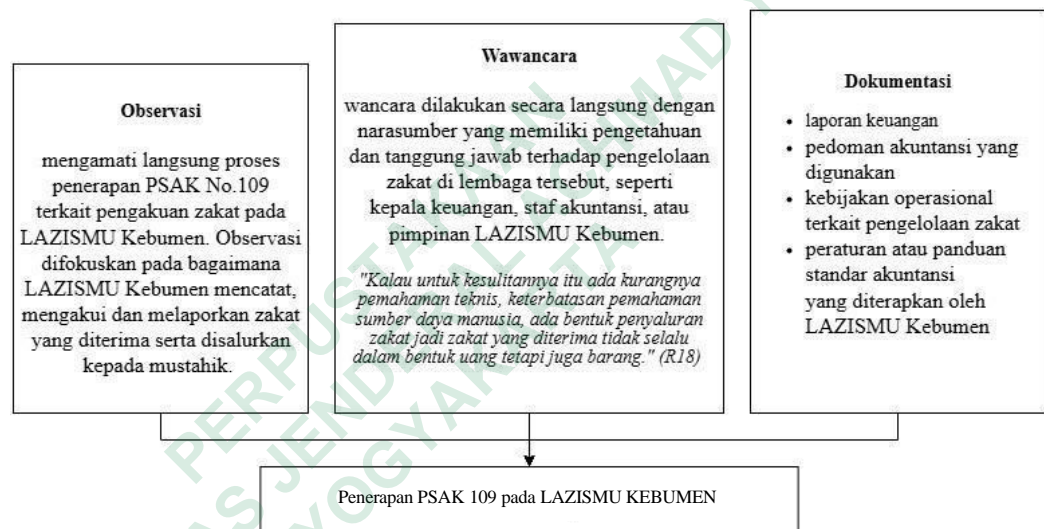 Observasi
mengamati langsung proses
penerapan PSAK No.109
terkait pengakuan zakat pada
LAZISMU Kebumen. Observasi
difokuskan pada bagaimana
LAZISMU Kebumen mencatat,
mengakui dan melaporkan zakat
yang diterima serta disalurkan
kepada mustahik.
Wawancara
wancara dilakukan secara langsung dengan
narasumber yang memiliki pengetahuan
dan tanggung jawab terhadap pengelolaan
zakat di lembaga tersebut, seperti
kepala keuangan, staf akuntansi, atau
pimpinan LAZISMU Kebumen.
"Kalau untuk kesulitannya itu ada kurangnya
pemahaman teknis, keterbatasan pemahaman
sumber daya manusia, ada bentuk penyaluran
zakat jadi zakat yang diterima tidak selalu
dalam bentuk uang tetapi juga barang." (R18)
Dokumentasi
• laporan keuangan
• pedoman akuntansi yang
digunakan
• kebijakan operasional
terkait pengelolaan zakat
• peraturan atau panduan
standar akuntansi
yang diterapkan oleh
LAZISMU Kebumen
Penerapan PSAK 109 pada LAZISMU KEBUMEN
PERPUSTAKAAN
AS JENDERAL ACHMAD Y
YOGYAKARTA